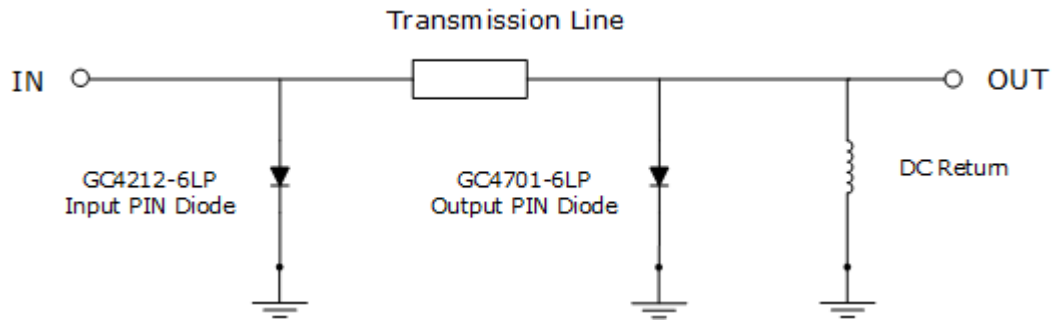 Transmission Line
IN
OUT
GC4212-6LP
Input PIN Diode
GC4701-6LP
Output PIN Diode
DC Return